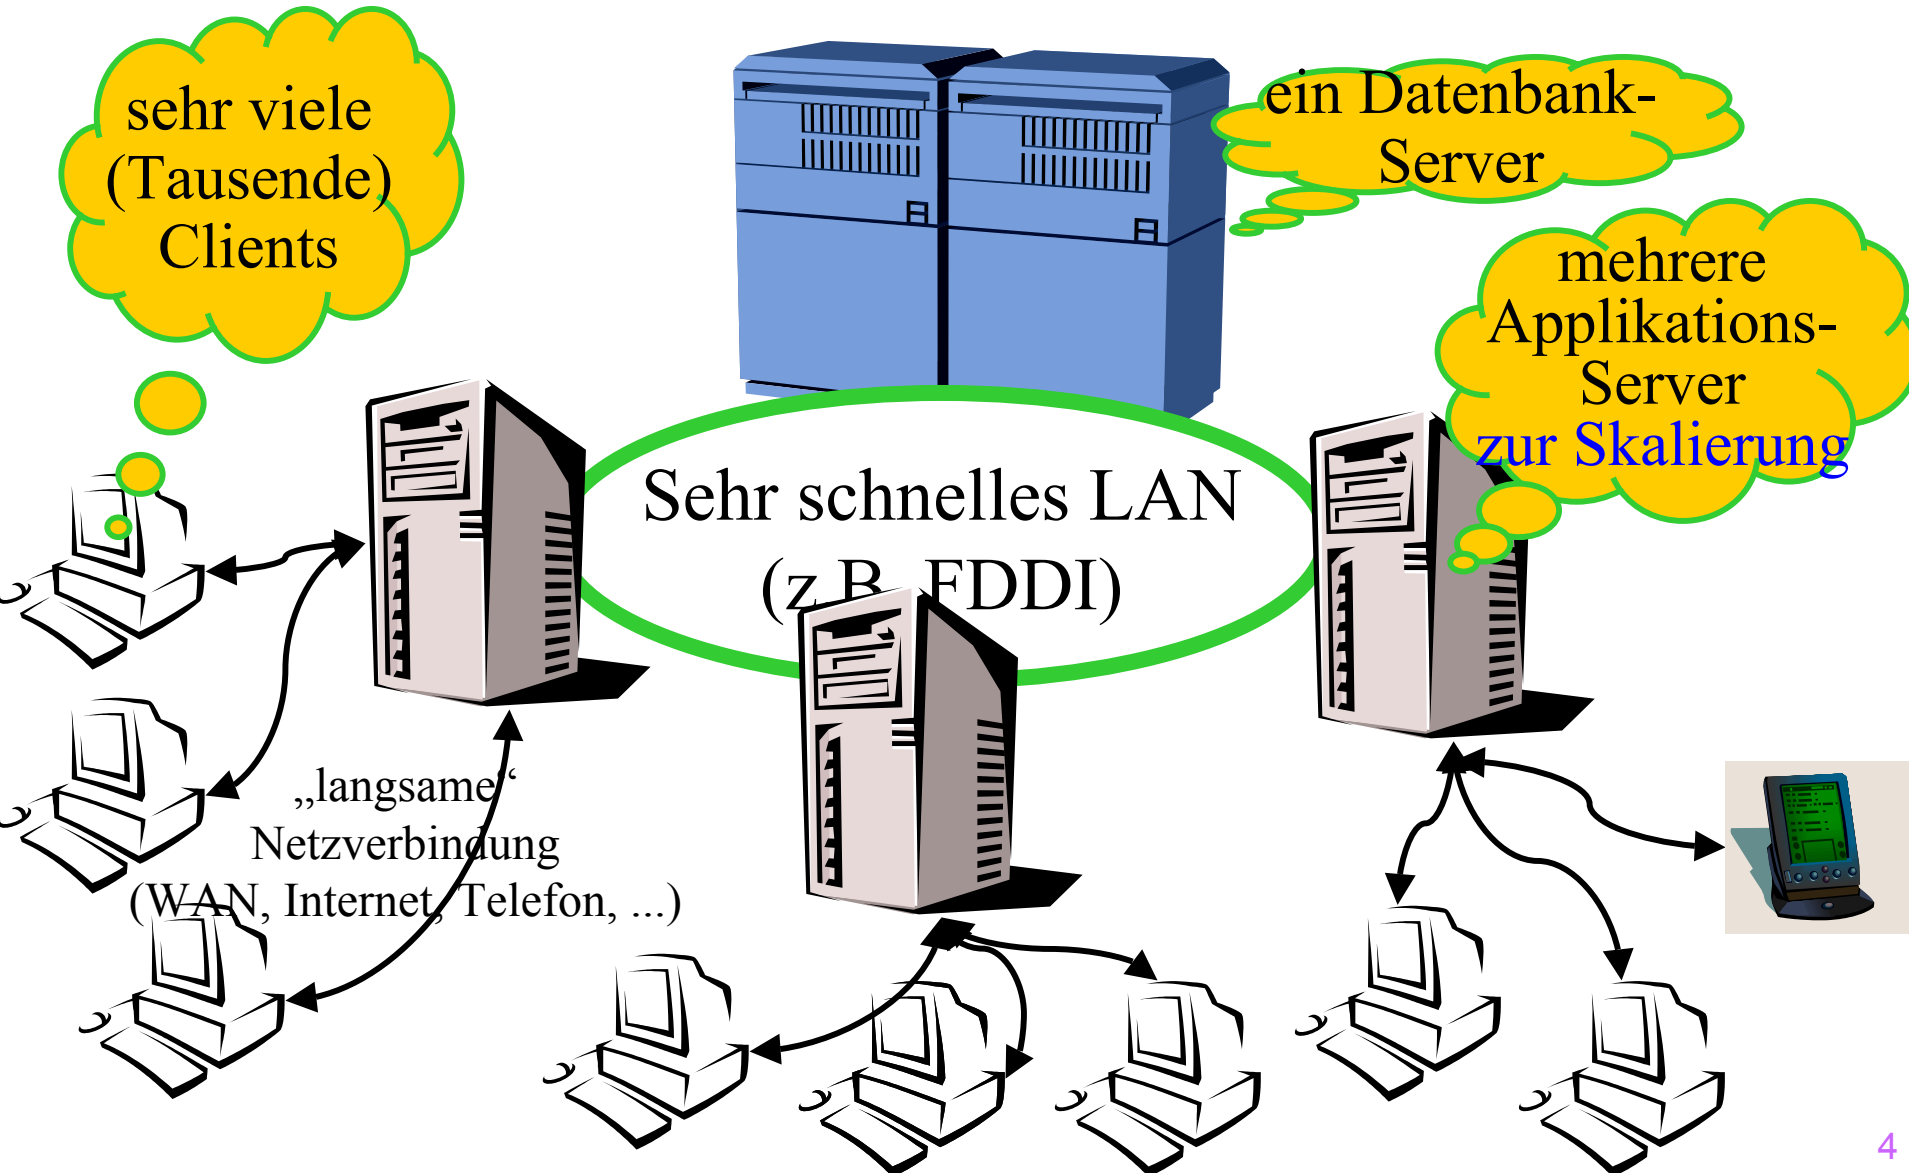 sehr viele
(Tausende)
Clients
ein Datenbank-
Server
mehrere
Applikations-
Server
zur Skalierung
Sehr schnelles LAN
(z.B. FDDI)
„langsame“
Netzverbindung
(WAN, Internet, Telefon, ...)
4